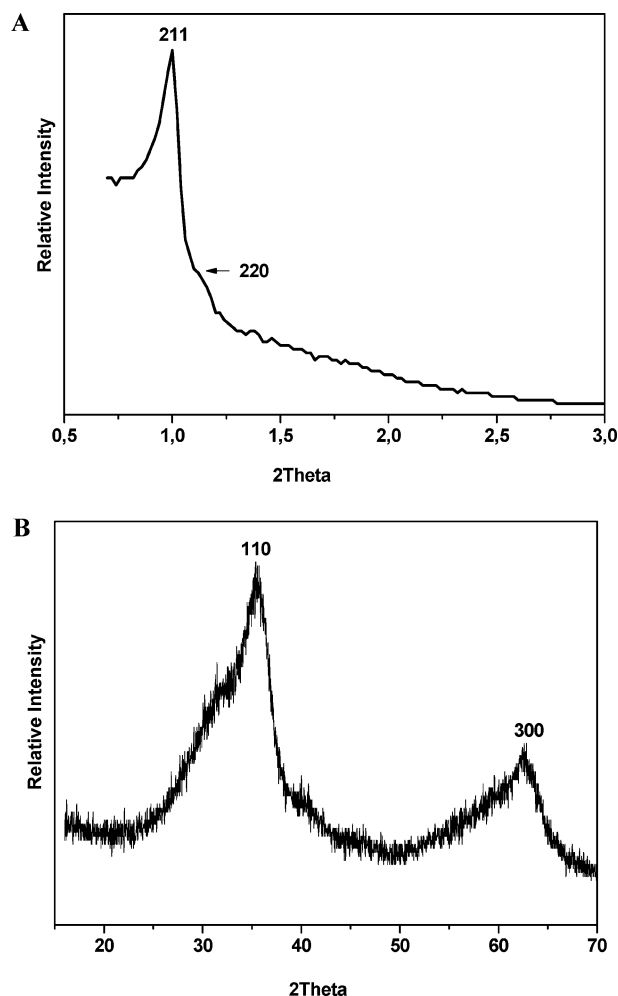 A
211
220
Relative Intensity
0,5 1,0 1,5 2,0 2,5 3,0
2Theta
B
110
300
Relative Intensity
20 30 40 50 60 70
2Theta